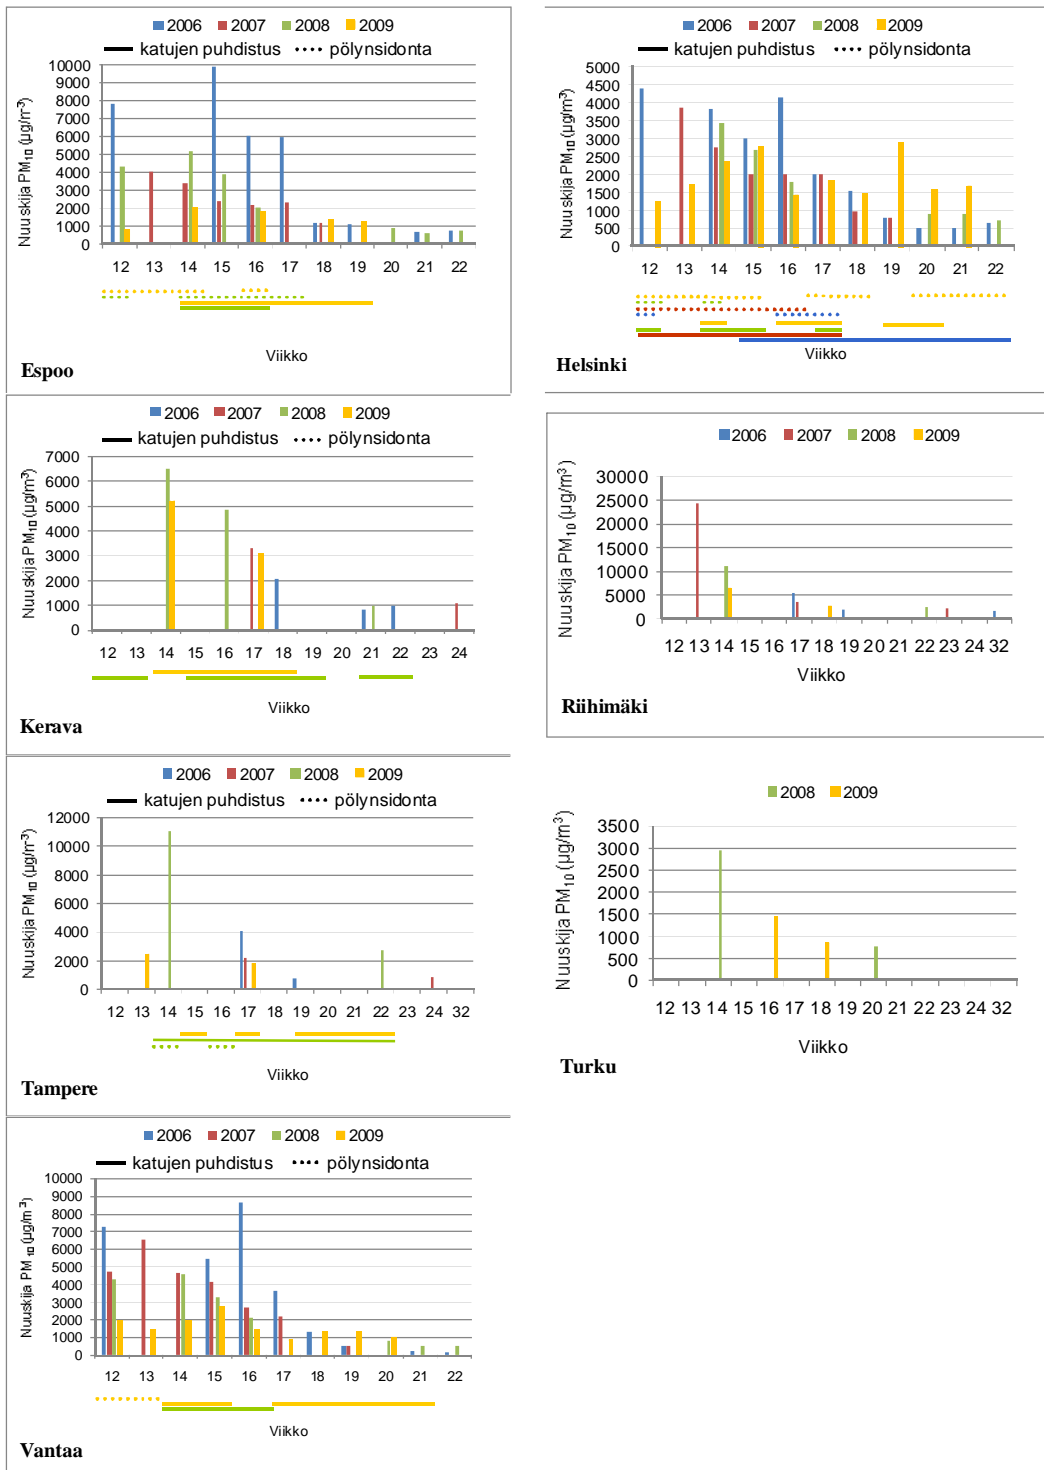 2006 2007 2008 2009
katujen puhdistus pölynsidonta
Nuuskija PM10 (µg/m-3)
10000
9000
8000
7000
6000
5000
4000
3000
2000
1000
0
12 13 14 15 16 17 18 19 20 21 22
Viikko
Espoo
2006 2007 2008 2009
katujen puhdistus pölynsidonta
Nuuskija PM10 (µg/m3)
5000
4500
4000
3500
3000
2500
2000
1500
1000
500
0
12 13 14 15 16 17 18 19 20 21 22
Viikko
Helsinki
2006 2007 2008 2009
katujen puhdistus pölynsidonta
Nuuskija PM10 (µg/m3)
7000
6000
5000
4000
3000
2000
1000
0
12 13 14 15 16 17 18 19 20 21 22 23 24
Viikko
Kerava
2006 2007 2008 2009
Nuuskija PM10 (µg/m3)
30000
25000
20000
15000
10000
5000
0
12 13 14 15 16 17 18 19 20 21 22 23 32
Viikko
Riihimäki
2006 2007 2008 2009
katujen puhdistus pölynsidonta
Nuuskija PM10 (µg/m-3)
12000
10000
8000
6000
4000
2000
0
12 13 14 15 16 17 18 19 20 21 22 23 24 32
Viikko
Tampere
2008 2009
Nuuskija PM10 (µg/m3)
3500
3000
2500
2000
1500
1000
500
0
12 13 14 15 16 17 18 20 21 22 23 24 32
Viikko
Turku
2006 2007 2008 2009
katujen puhdistus pölynsidonta
Nuuskija PM10 (µg/m3)
10000
9000
8000
7000
6000
5000
4000
3000
2000
1000
0
12 13 14 15 16 17 18 19 20 21 22
Viikko
Vantaa